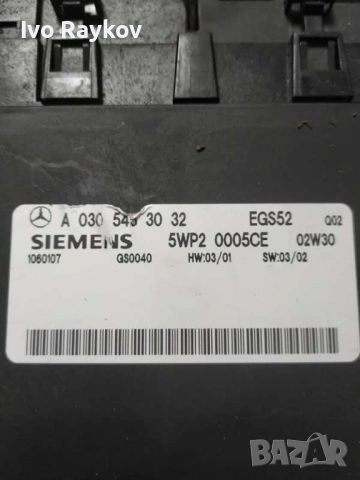 Ivo Raykov
A 030 545 30 32 EGS52 Q02
SIEMENS 5WP2 0005CE 02W30
1060107 GS0040 HW:03/01 SW:03/02
BAZAR